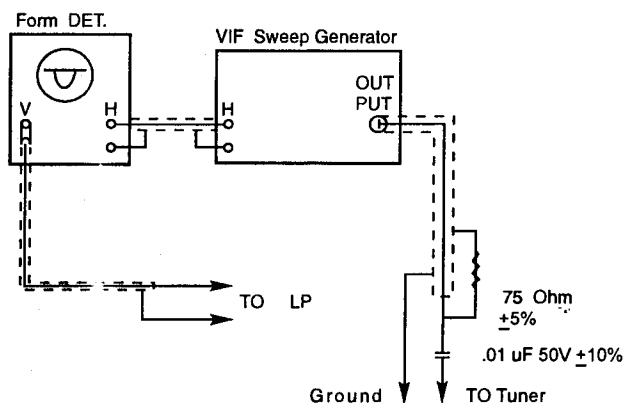 Form DET.
VIF Sweep Generator
V
H
H
OUT
PUT
TO LP
75 Ohm
±5%
.01 uF 50V ±10%
Ground
TO Tuner